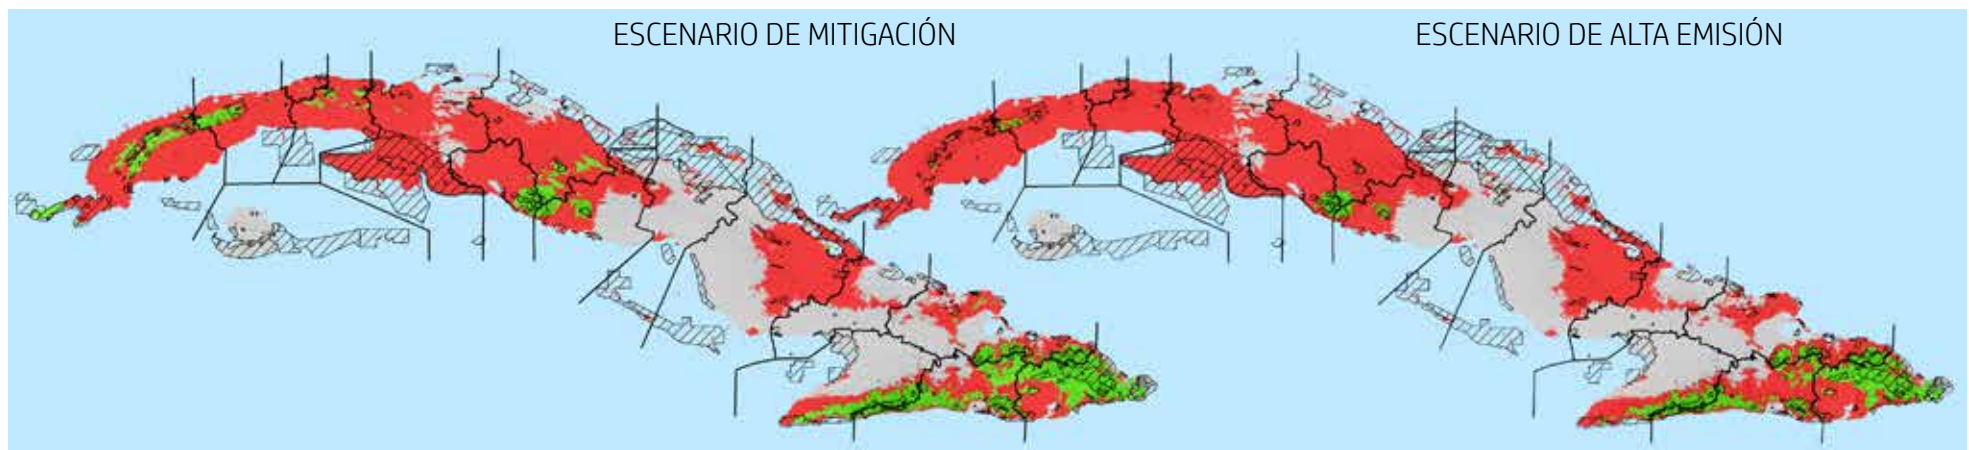 ESCENARIO DE MITIGACIÓN
ESCENARIO DE ALTA EMISIÓN